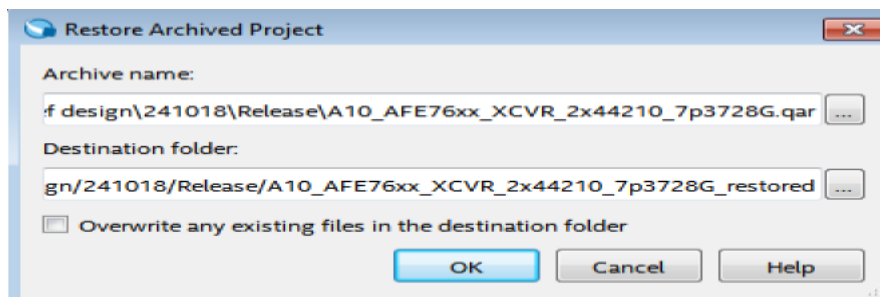 Restore Archived Project
Archive name:
f design\241018\Release\A10_AFE76xx_XCVR_2x44210_7p3728G.qar
...
Destination folder:
gn/241018/Release/A10_AFE76xx_XCVR_2x44210_7p3728G_restored
...
Overwrite any existing files in the destination folder
OK Cancel Help